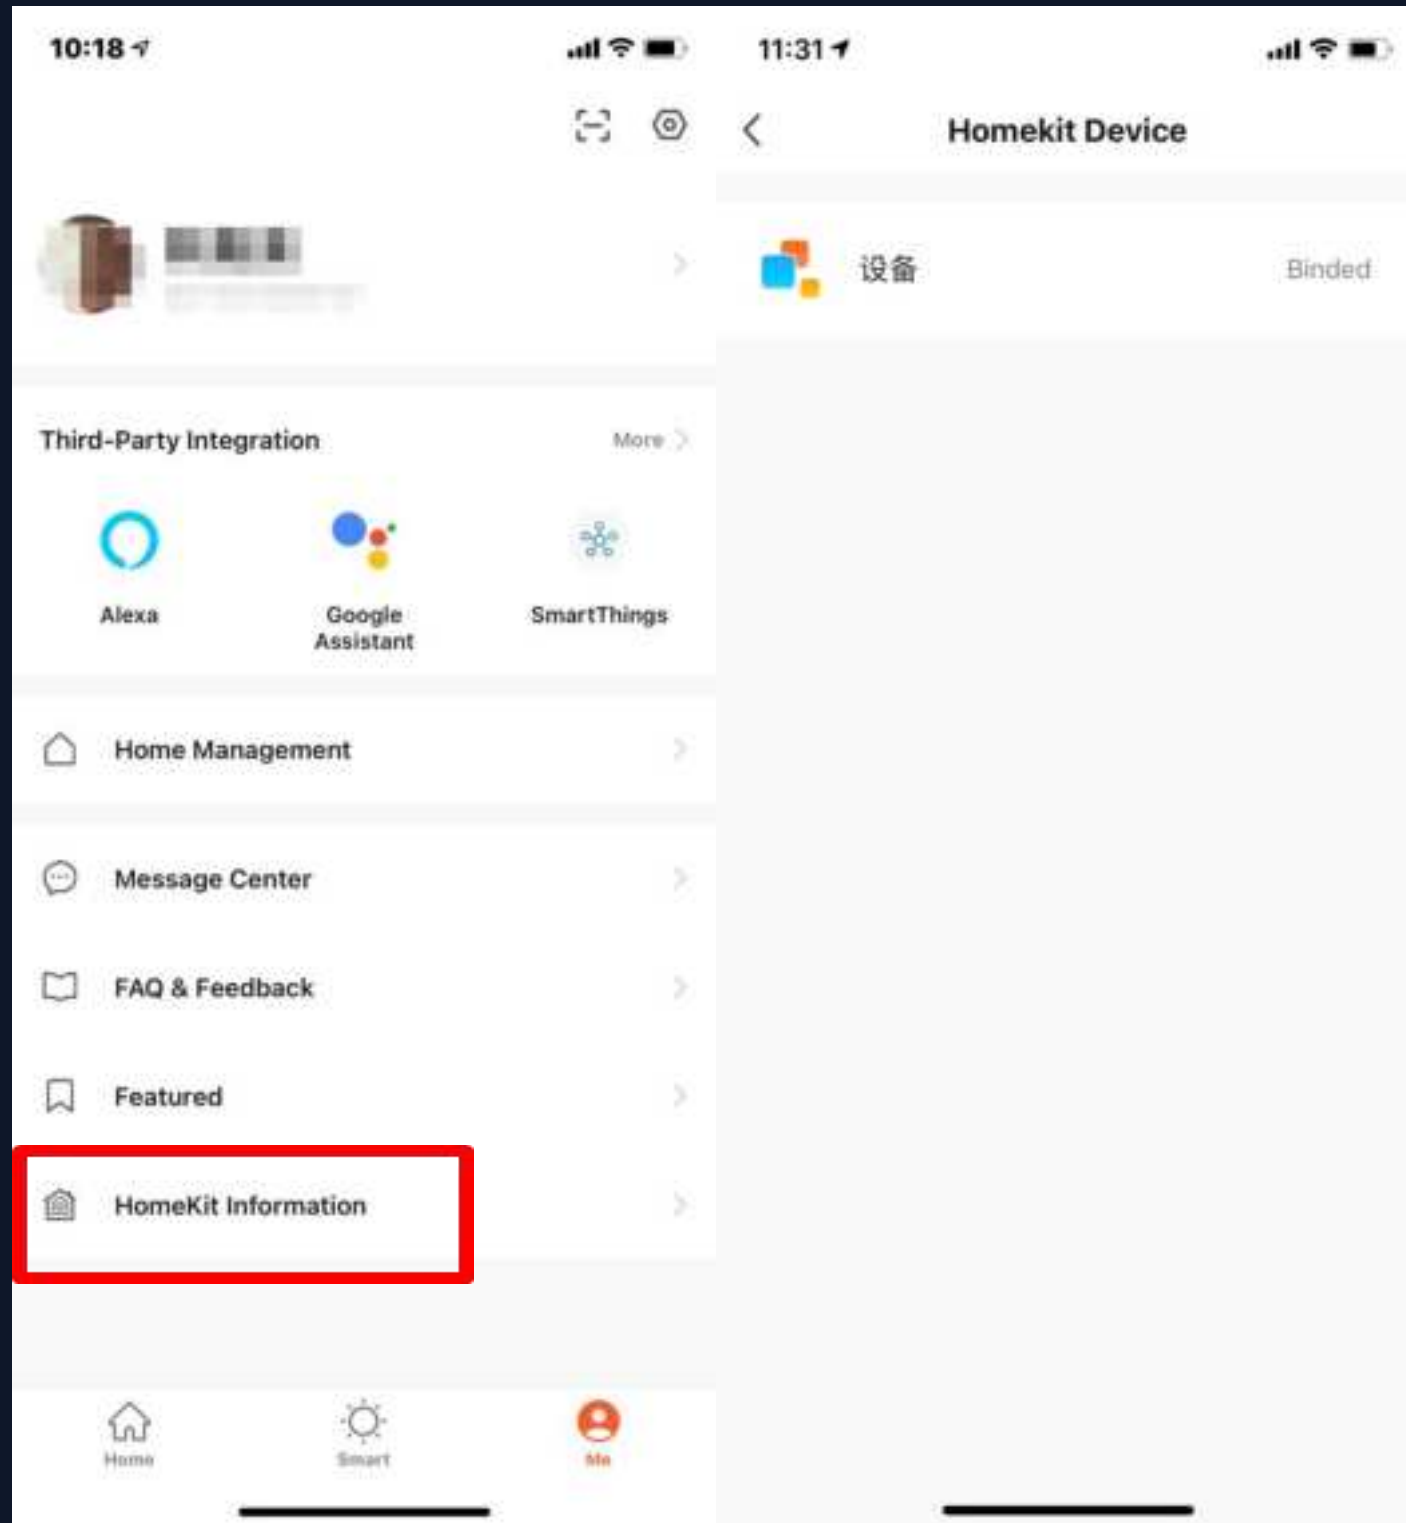 10:18
Third-Party Integration
More
Alexa
Google
Assistant
SmartThings
Home Management
Message Center
FAQ & Feedback
Featured
HomeKit Information
Home
Smart
Me
11:31
Homekit Device
设备
Binded